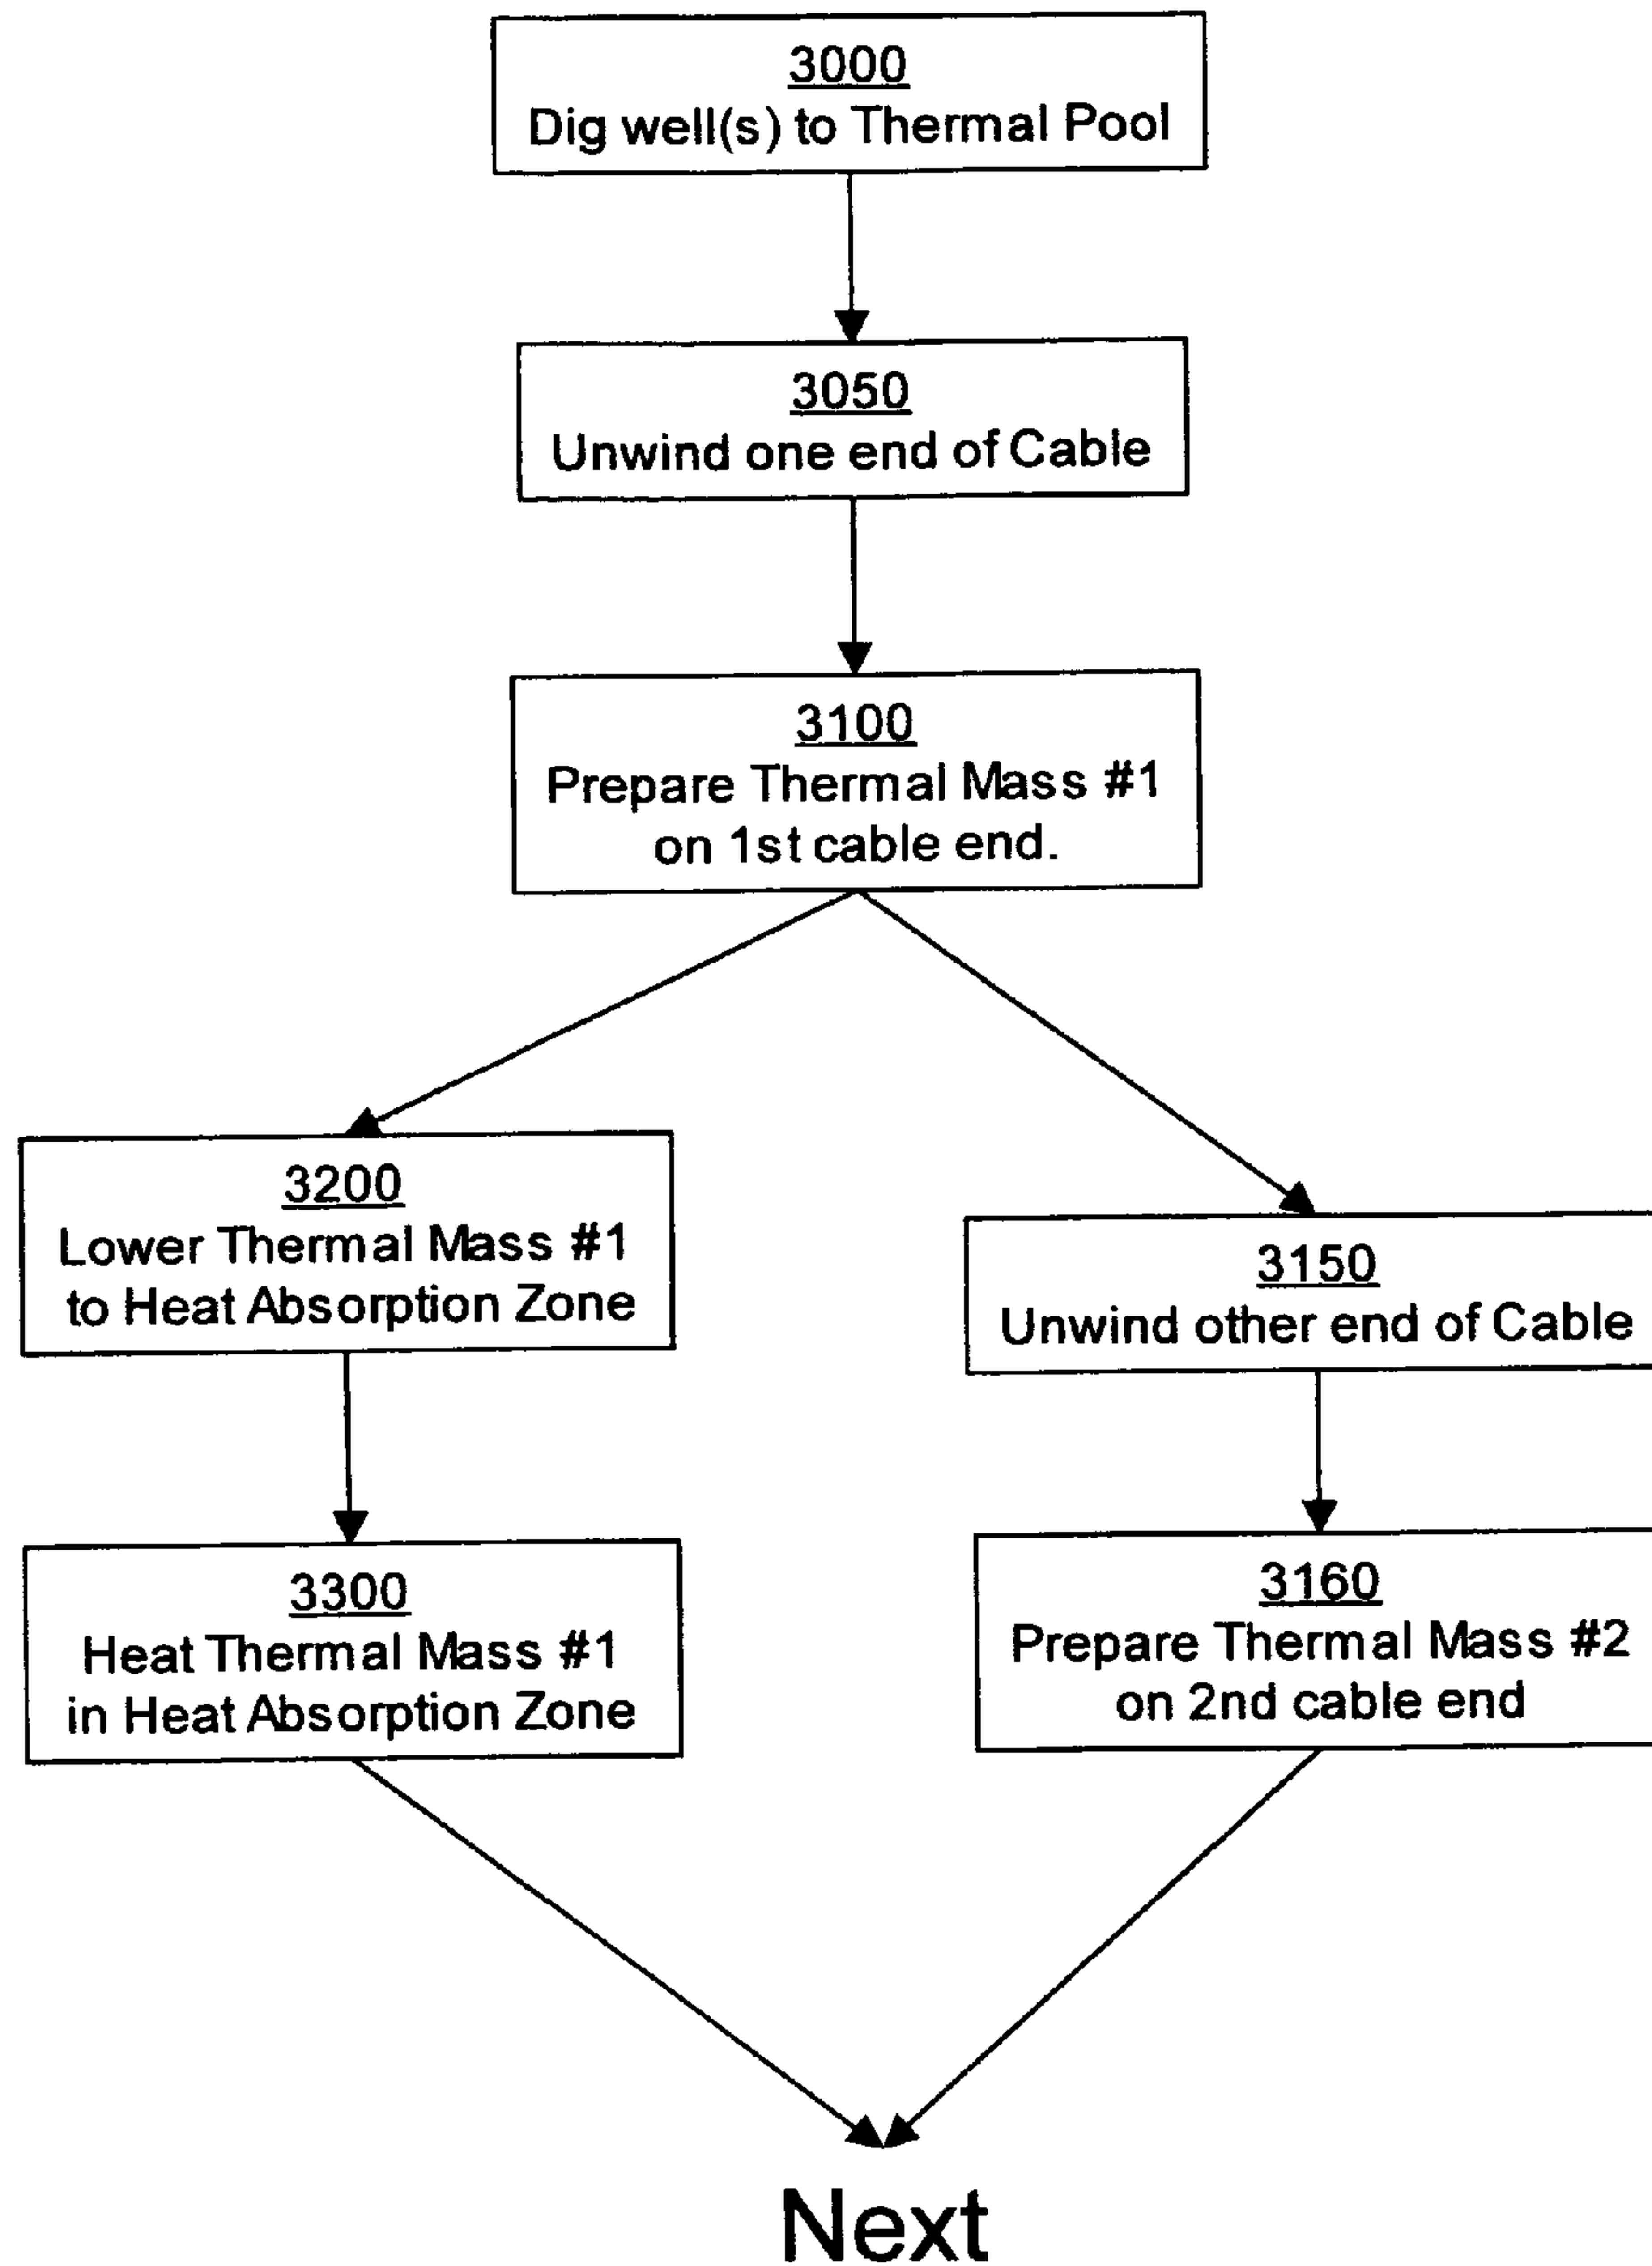 3000
Dig well(s) to Thermal Pool
3050
Unwind one end of Cable
3100
Prepare Thermal Mass #1
on 1st cable end.
3200
Lower Thermal Mass #1
to Heat Absorption Zone
3150
Unwind other end of Cable
3300
Heat Thermal Mass #1
in Heat Absorption Zone
3160
Prepare Thermal Mass #2
on 2nd cable end
Next